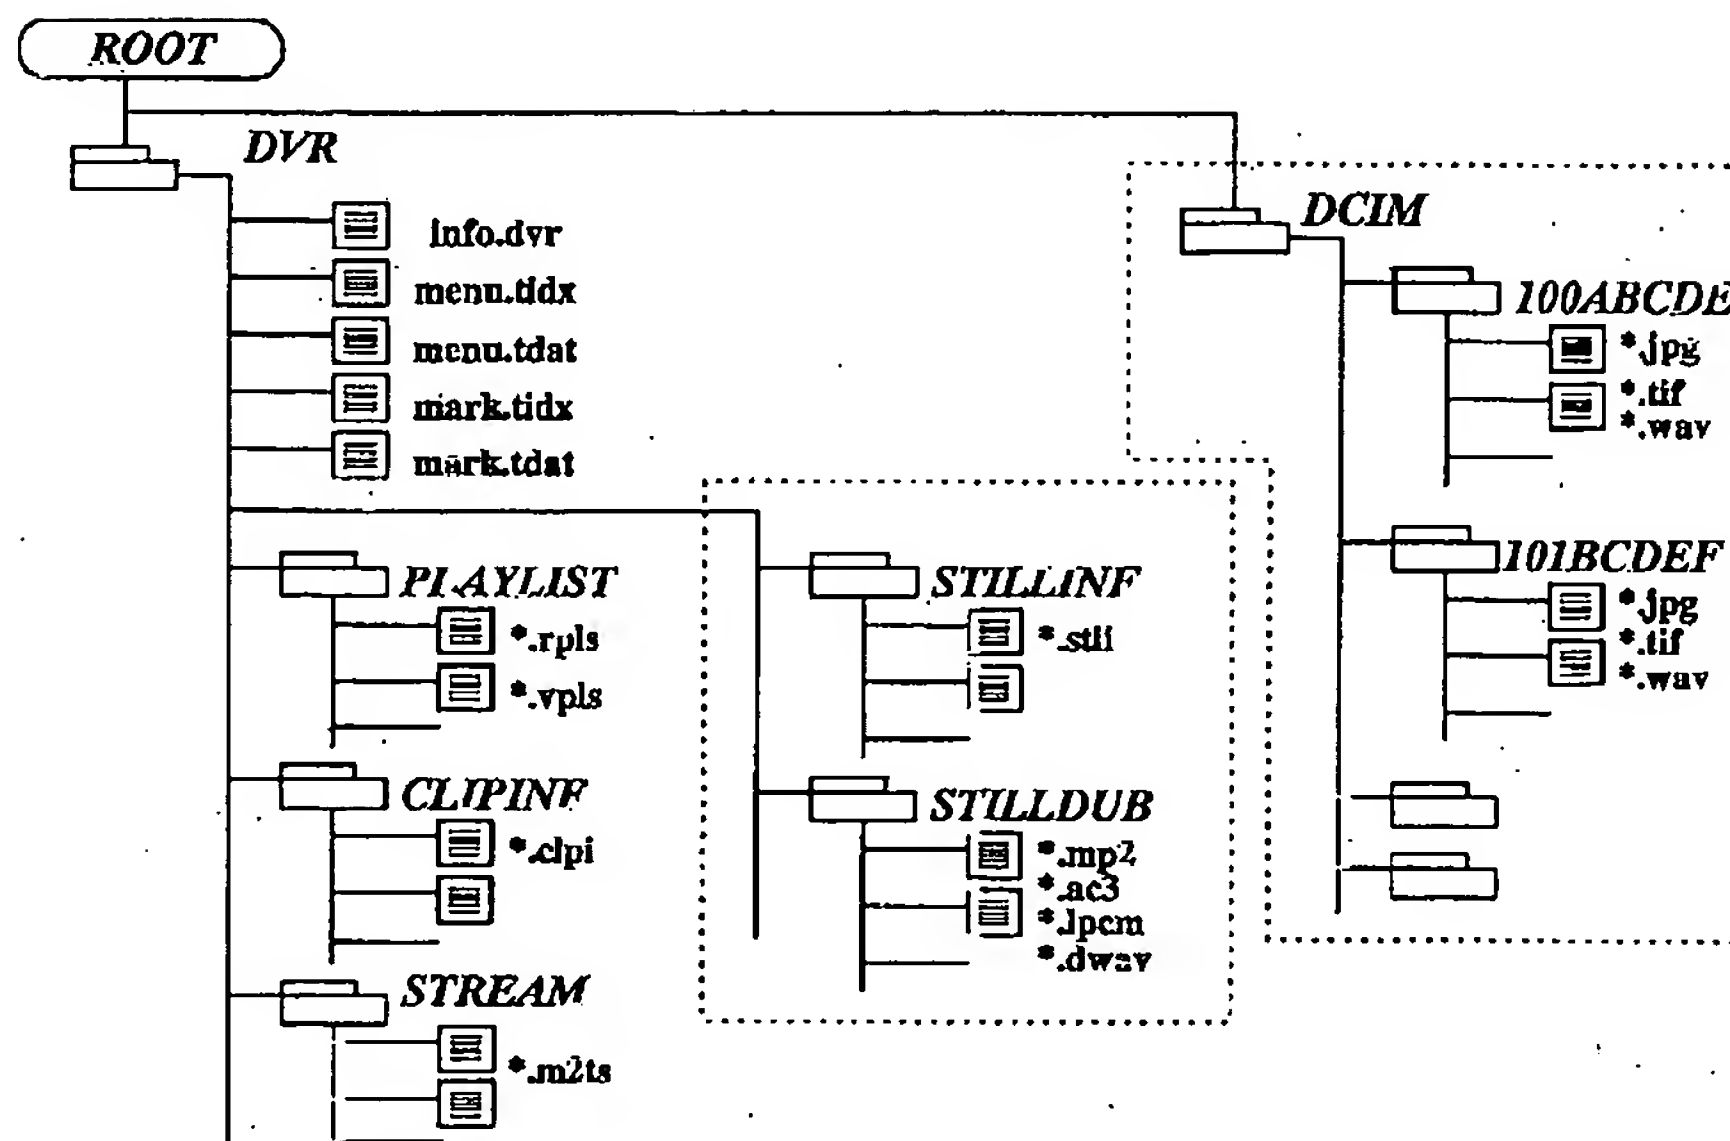 ROOT
DVR
info.dvr
menu.tidx
menu.tdat
mark.tidx
mark.tdat
PLAYLIST
*.rpls
*.vpls
CLIPINF
*.clpi
STREAM
*.m2ts
STILLINF
*.stli
STILLDUB
*.mp2
*.ac3
*.lpcm
*.dwav
DCIM
100ABCDE
*.jpg
*.tif
*.wav
101BCDEF
*.jpg
*.tif
*.wav